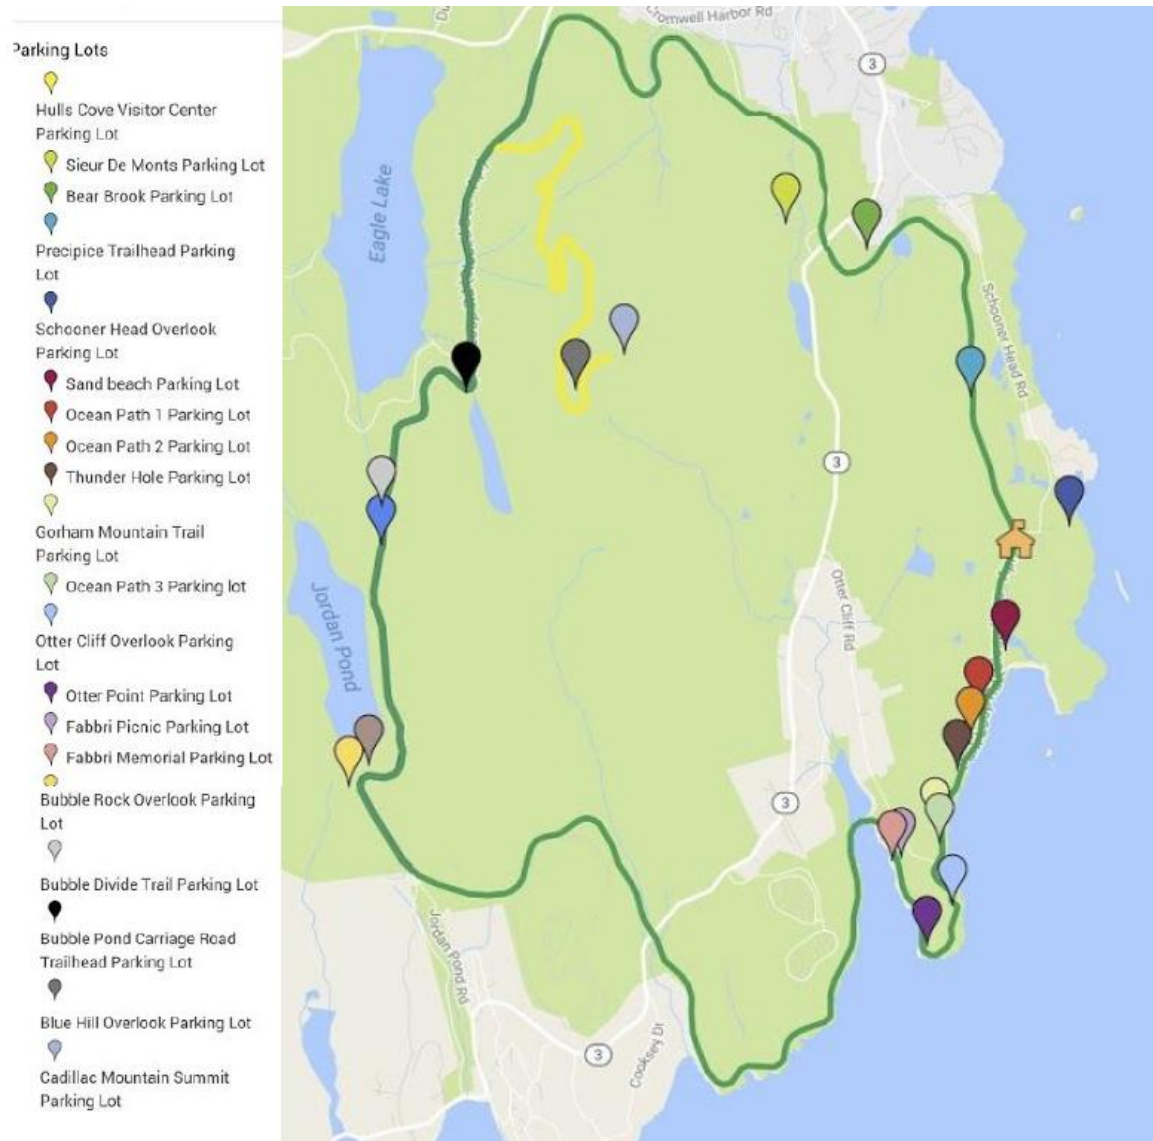 Parking Lots
Hulls Cove Visitor Center
Parking Lot
Sieur De Monts Parking Lot
Bear Brook Parking Lot
Precipice Trailhead Parking
Lot
Schooner Head Overlook
Parking Lot
Sand beach Parking Lot
Ocean Path 1 Parking Lot
Ocean Path 2 Parking Lot
Thunder Hole Parking Lot
Gorham Mountain Trail
Parking Lot
Ocean Path 3 Parking lot
Otter Cliff Overlook Parking
Lot
Otter Point Parking Lot
Fabbri Picnic Parking Lot
Fabbri Memorial Parking Lot
Bubble Rock Overlook Parking
Lot
Bubble Divide Trail Parking Lot
Bubble Pond Carriage Road
Trailhead Parking Lot
Blue Hill Overlook Parking Lot
Cadillac Mountain Summit
Parking Lot
Cromwell Harbor Rd
3
Eagle Lake
Schooner Head Rd
3
Otter Cliff Rd
Jordan Pond
3
Jordan Pond Rd
3
Cooksey Dr